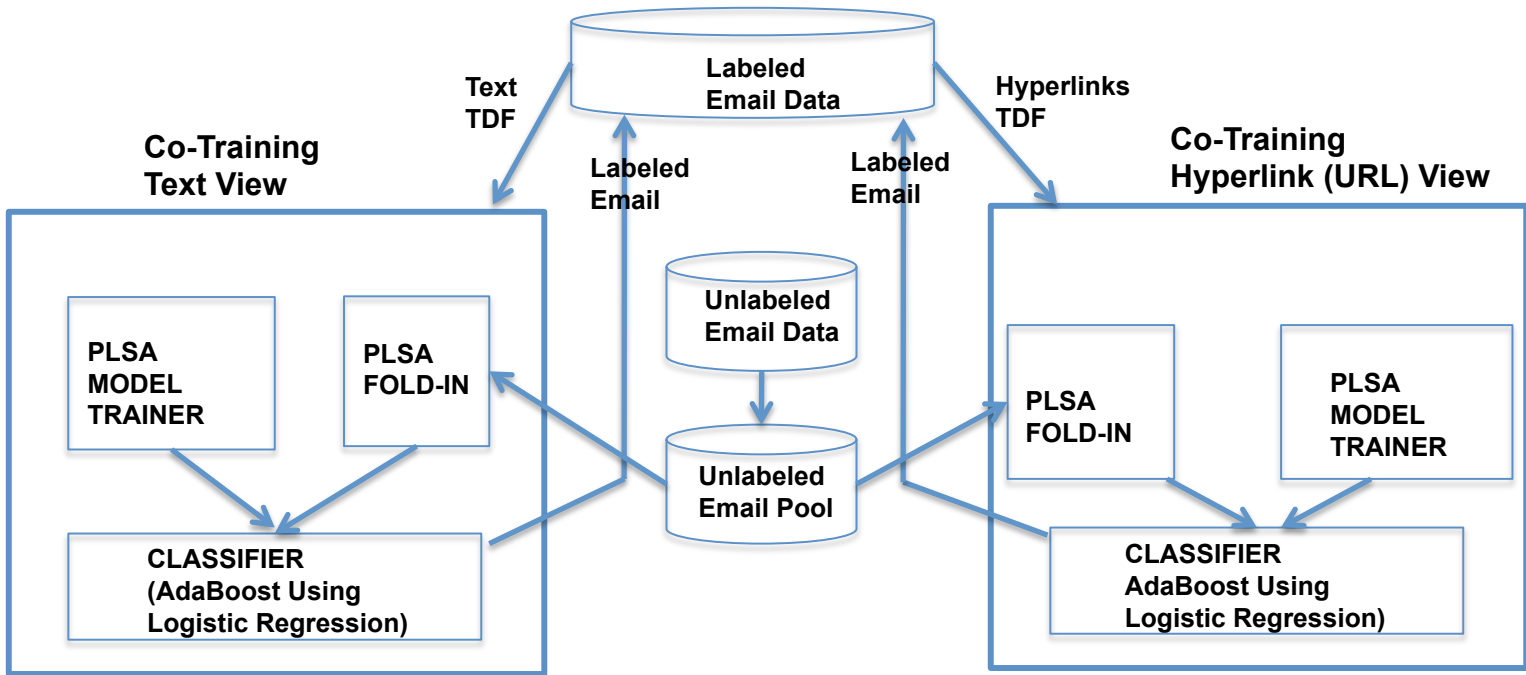 Labeled
Email Data
Text
TDF
Hyperlinks
TDF
Co-Training
Text View
Labeled
Email
Labeled
Email
Co-Training
Hyperlink (URL) View
Unlabeled
Email Data
PLSA
MODEL
TRAINER
PLSA
FOLD-IN
PLSA
FOLD-IN
PLSA
MODEL
TRAINER
Unlabeled
Email Pool
CLASSIFIER
(AdaBoost Using
Logistic Regression)
CLASSIFIER
AdaBoost Using
Logistic Regression)